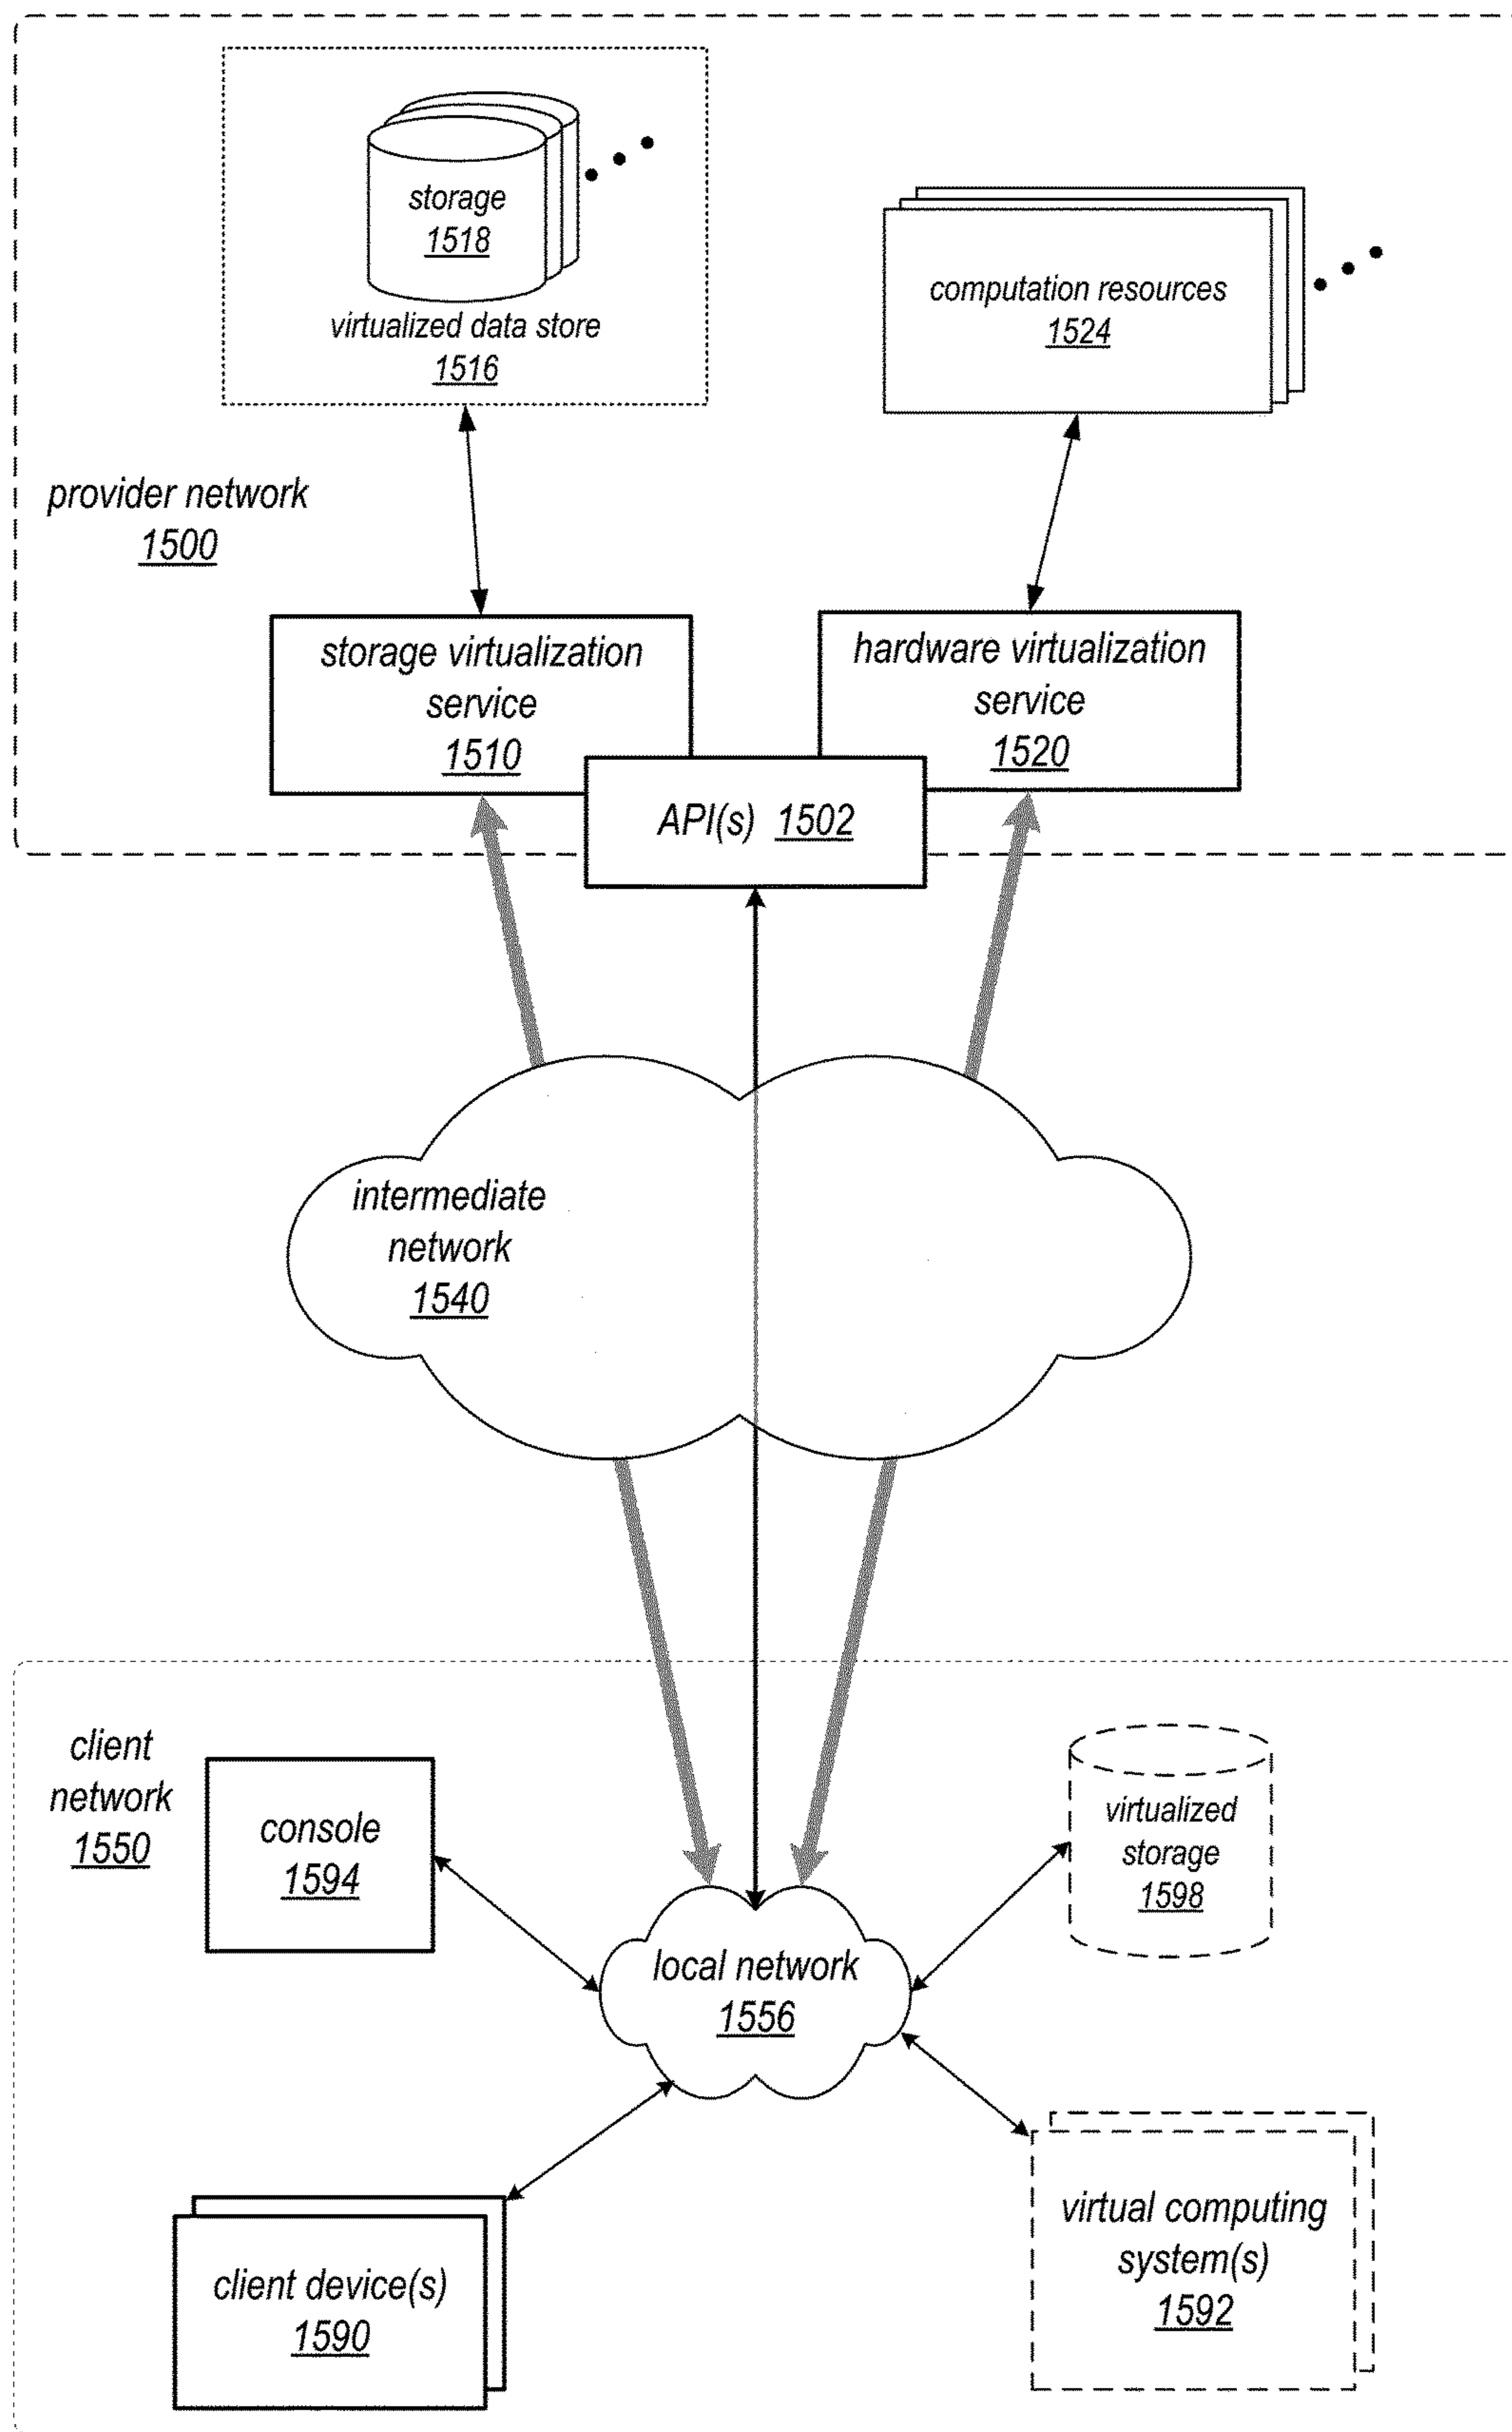 storage
1518
virtualized data store
1516
computation resources
1524
provider network
1500
storage virtualization
service
1510
hardware virtualization
service
1520
API(s) 1502
intermediate
network
1540
client
network
1550
console
1594
virtualized
storage
1598
local network
1556
client device(s)
1590
virtual computing
system(s)
1592